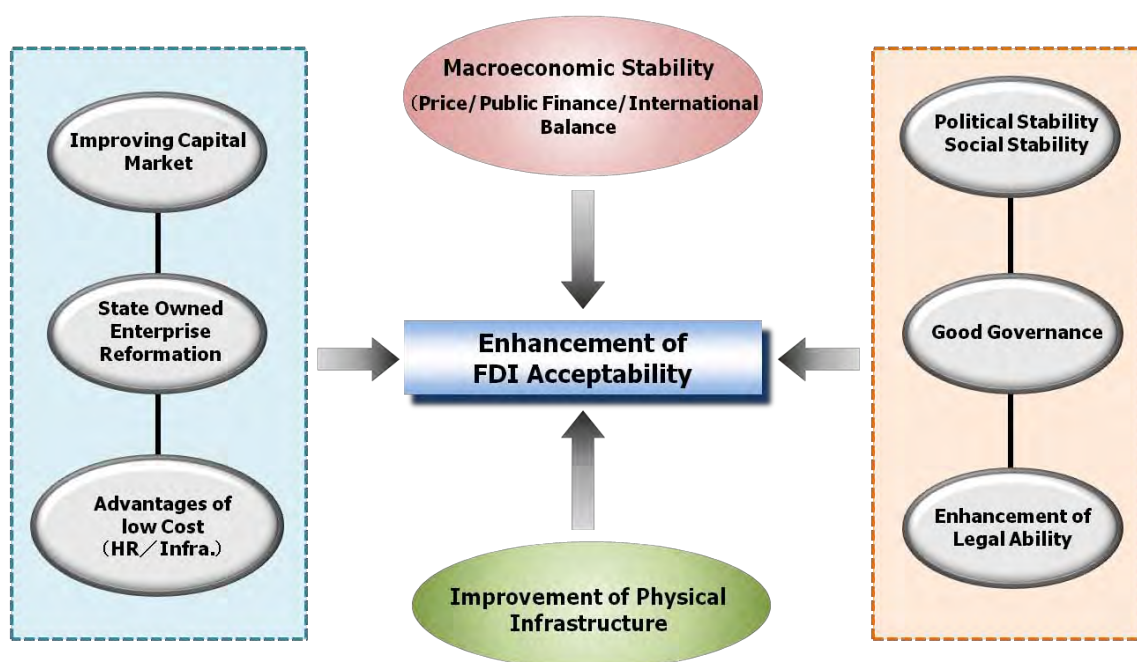 Macroeconomic Stability
(Price/Public Finance/International
Balance
Improving Capital
Market
State Owned
Enterprise
Reformation
Advantages of
low Cost
(HR／Infra.)
Enhancement of
FDI Acceptability
Political Stability
Social Stability
Good Governance
Enhancement of
Legal Ability
Improvement of Physical
Infrastructure